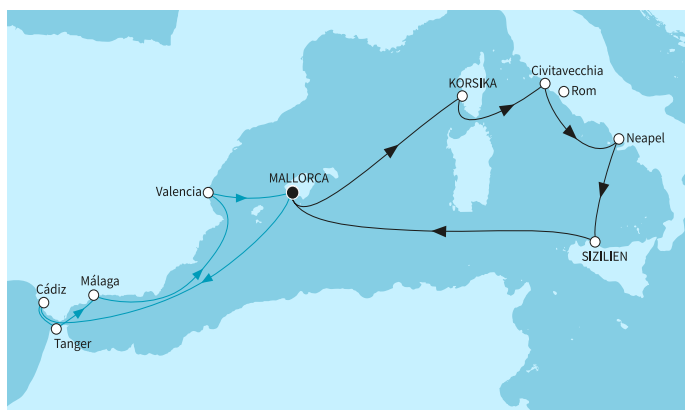 Civitavecchia
KORSIKA
Rom
Neapel
MALLORCA
Valencia
SIZILIEN
Málaga
Cádiz
Tanger